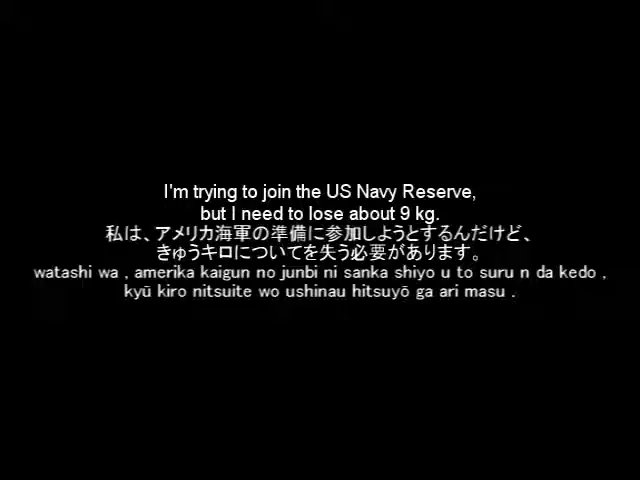 I'm trying to join the US Navy Reserve,
but I need to lose about 9 kg.
私は、アメリカ海軍の準備に参加しようとするんだけど、
きゅうキロについてを失う必要があります。
watashi wa , amerika kaigun no junbi ni sanka shiyo u to suru n da kedo ,
kyū kiro nitsuite wo ushinau hitsuyō ga ari masu .